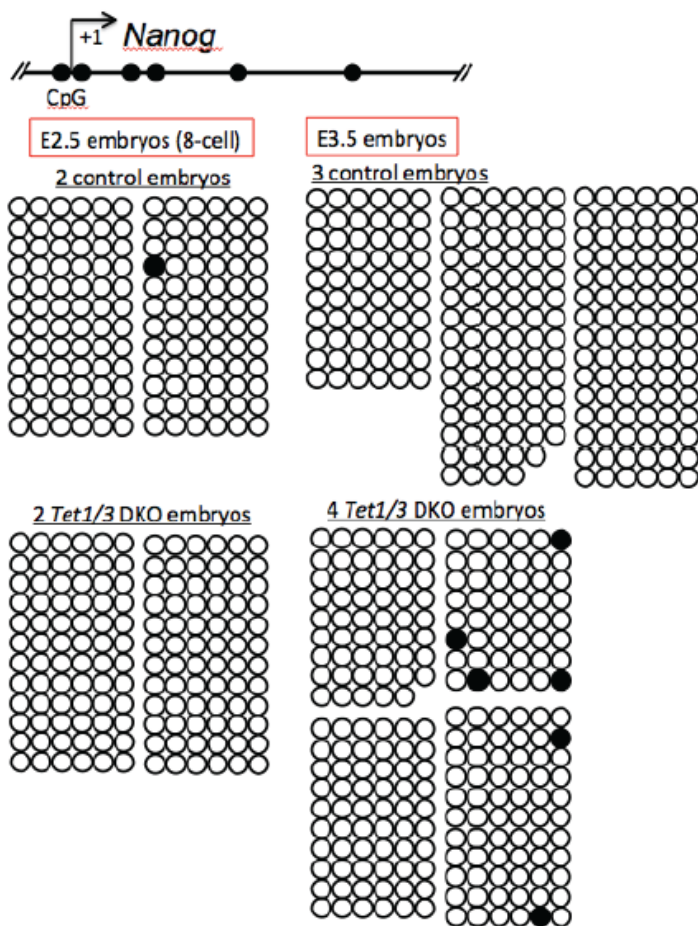 +1 Nanog
CpG
E2.5 embryos (8-cell)
E3.5 embryos
2 control embryos
3 control embryos
2 Tet1/3 DKO embryos
4 Tet1/3 DKO embryos